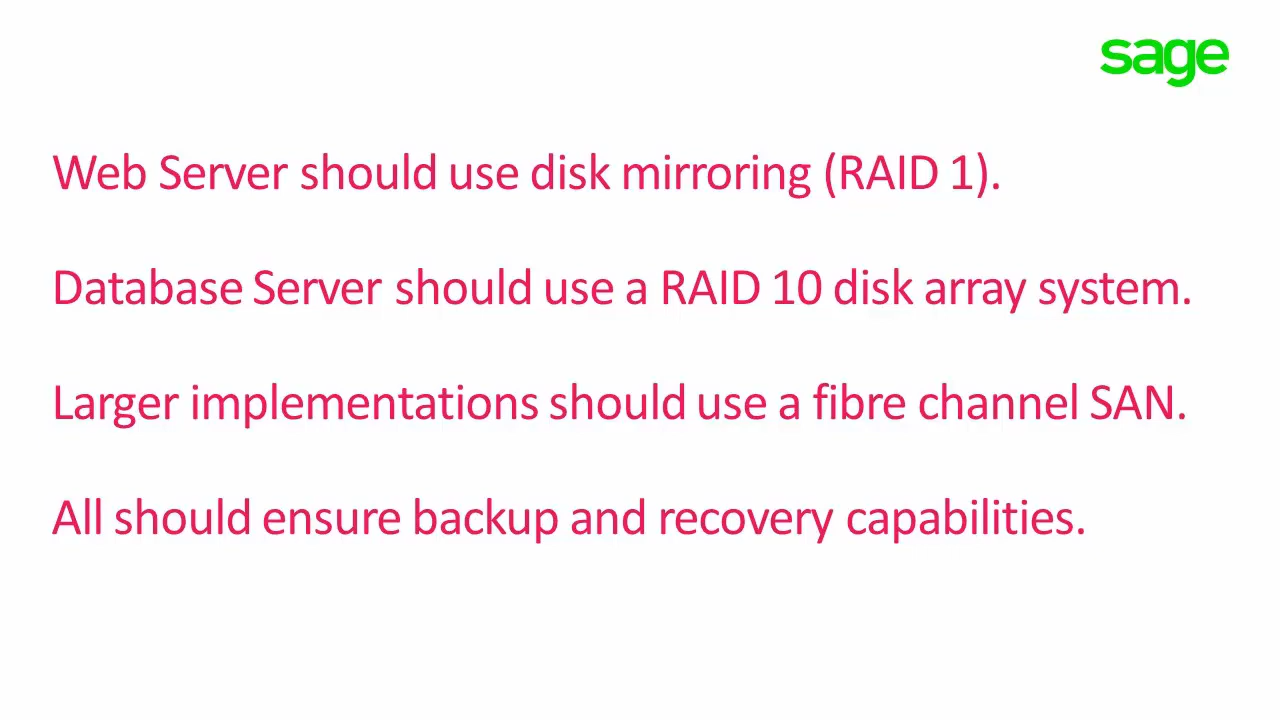 sage
Web Server should use disk mirroring (RAID 1).
Database Server should use a RAID 10 disk array system.
Larger implementations should use a fibre channel SAN.
All should ensure backup and recovery capabilities.